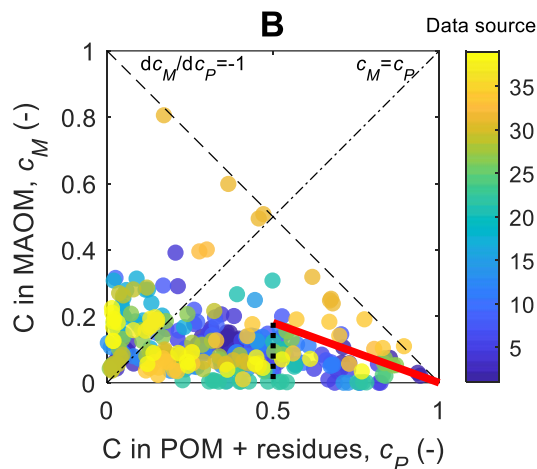 B
Data source
dc_M/dc_P=-1
c_M=c_P
1
0.8
0.6
0.4
0.2
0
0
0.5
1
C in MAOM, c_M (-)
C in POM + residues, c_P (-)
35
30
25
20
15
10
5